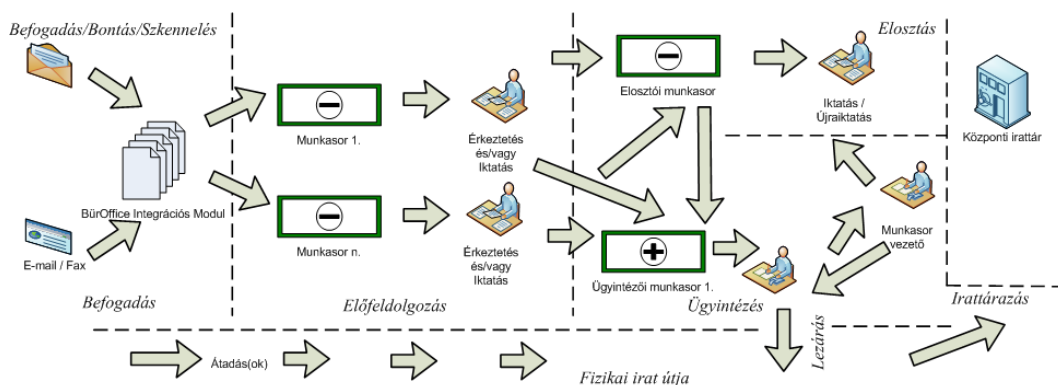 Befogadás/Bontás/Szkennelés
Elosztás
Elosztói munkasor
Iktatás /
Újraiktatás
Központi irattár
Munkasor 1.
Érkeztetés
és/vagy
Iktatás
BürOffice Integrációs Modul
E-mail / Fax
Munkasor n.
Érkeztetés
és/vagy
Iktatás
Ügyintézői munkasor 1.
Munkasor
vezető
Befogadás
Előfeldolgozás
Ügyintézés
Irattárazás
Lezárás
Átadás(ok)
Fizikai irat útja